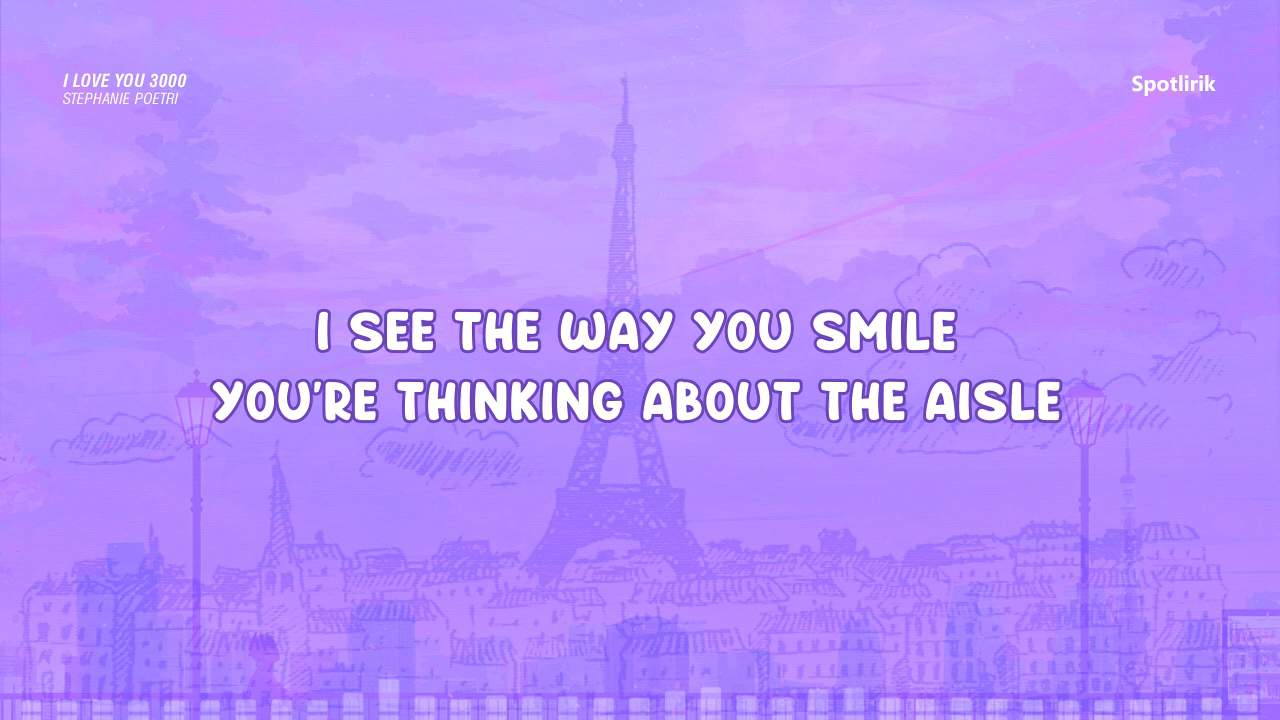 I LOVE YOU 3000
STEPHANIE POETRI
Spotlirik
I SEE THE WAY YOU SMILE
YOU'RE THINKING ABOUT THE AISLE